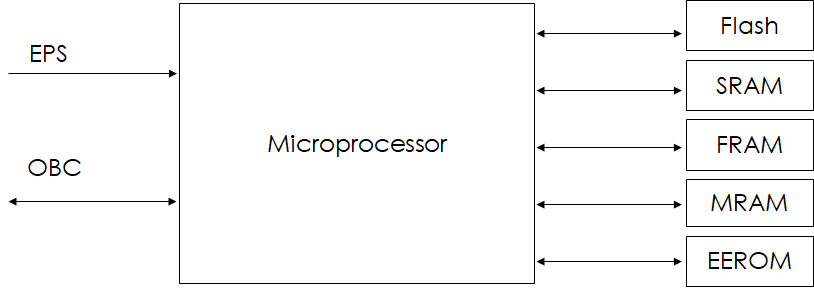 EPS
OBC
Microprocessor
Flash
SRAM
FRAM
MRAM
EEROM